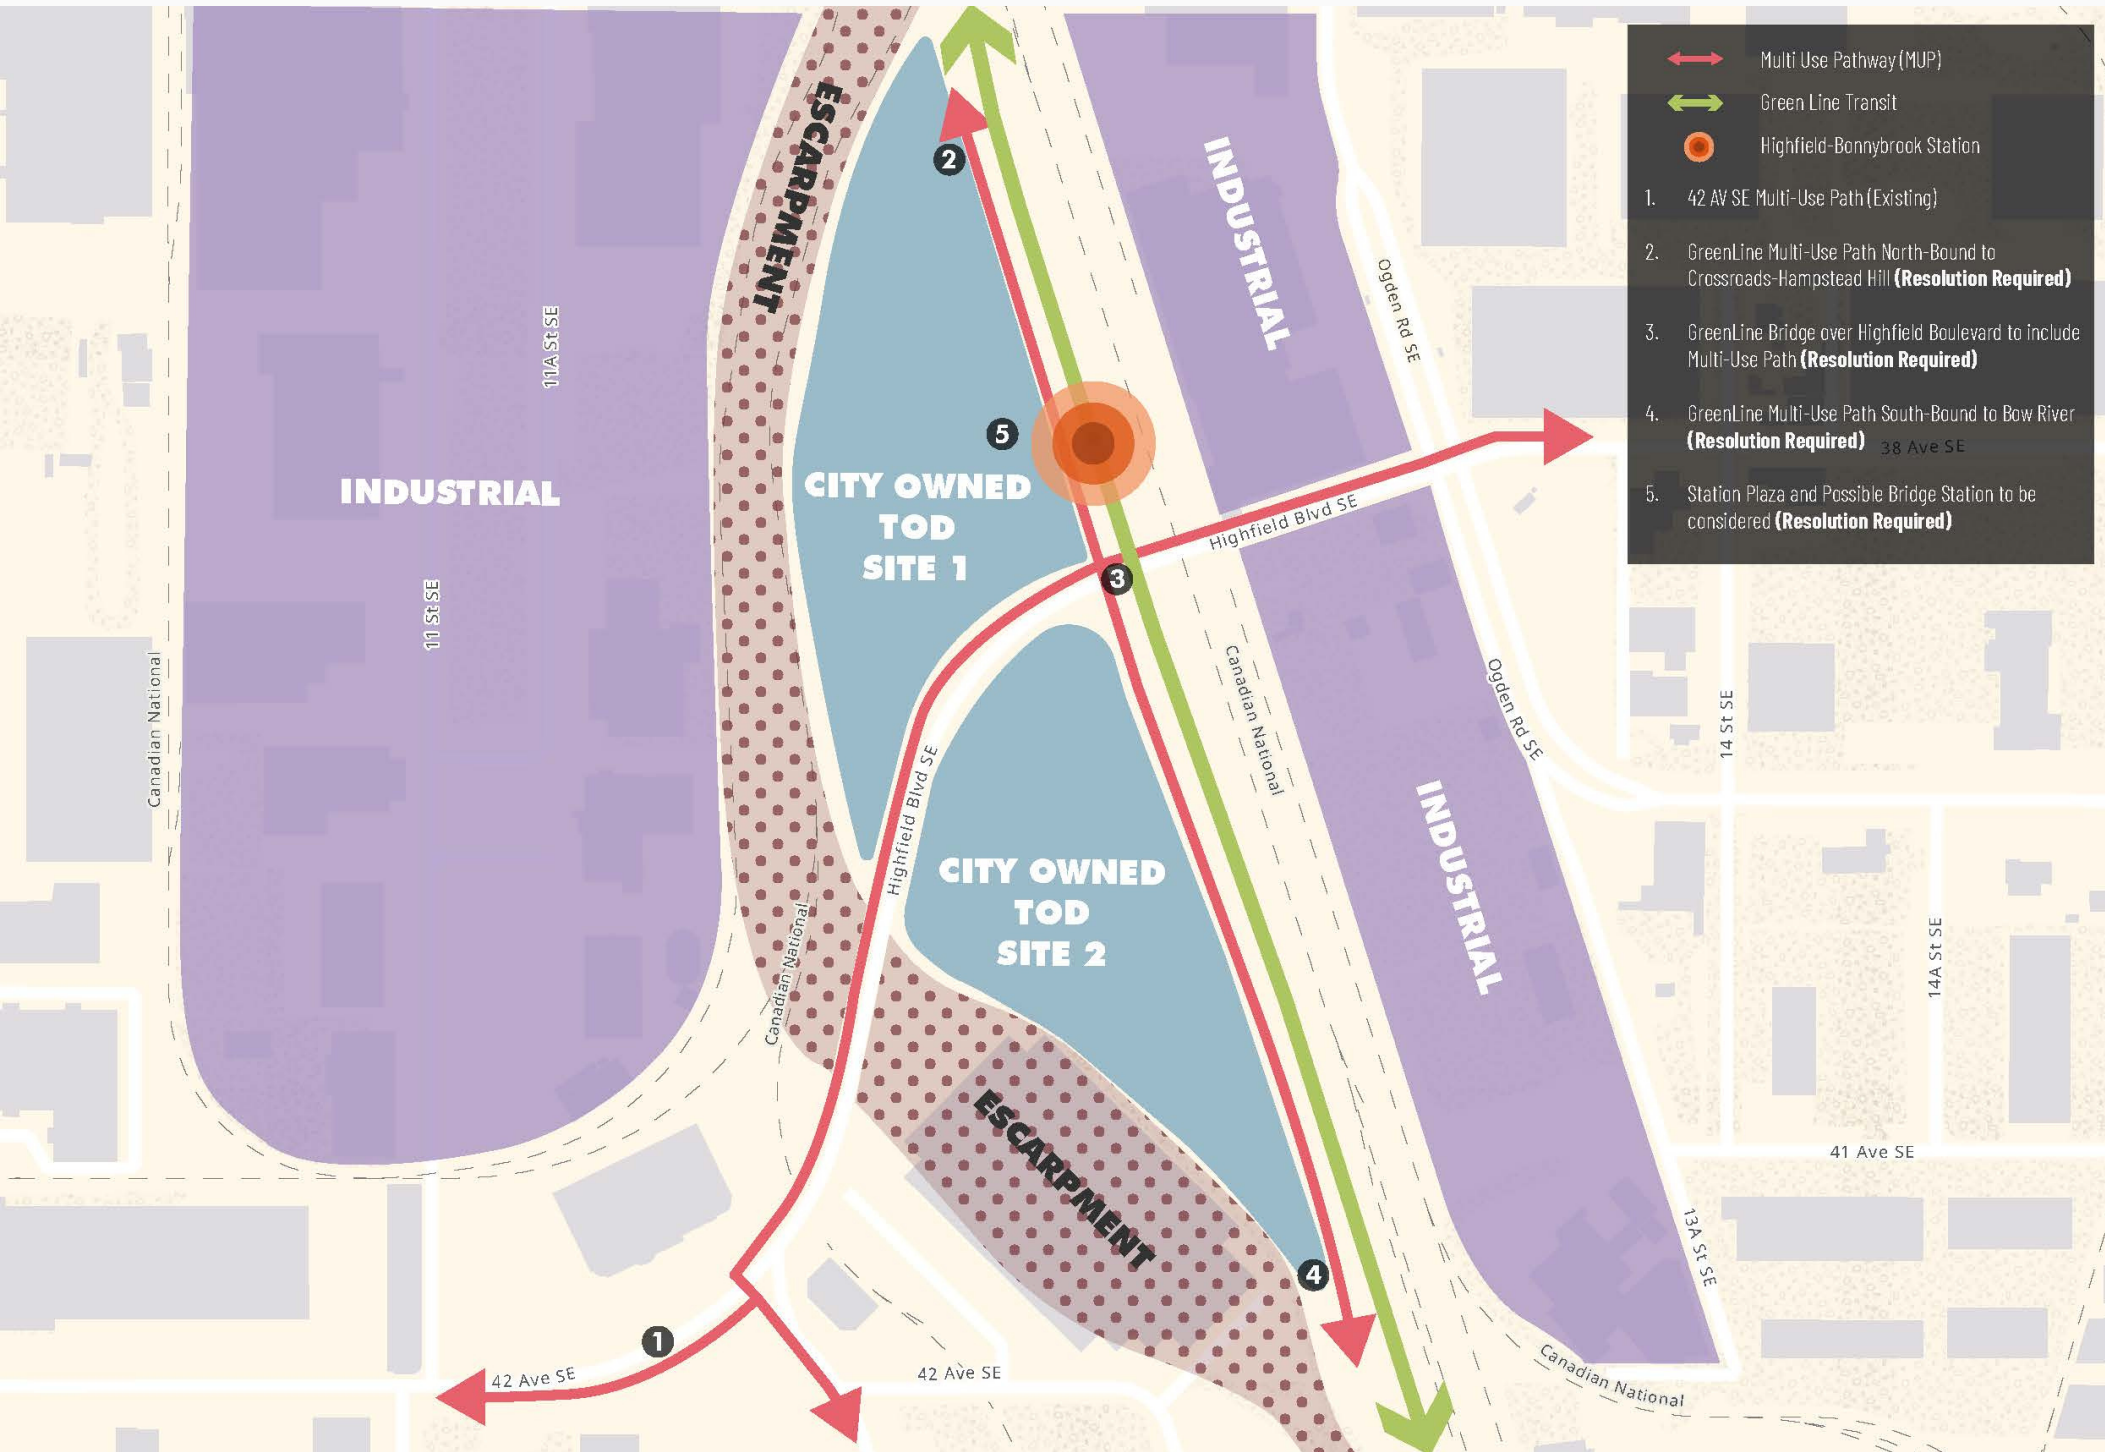 Multi Use Pathway (MUP)
Green Line Transit
Highfield-Bonnybrook Station
1. 42 AV SE Multi-Use Path (Existing)
2. GreenLine Multi-Use Path North-Bound to
Crossroads-Hampstead Hill (Resolution Required)
3. GreenLine Bridge over Highfield Boulevard to include
Multi-Use Path (Resolution Required)
4. GreenLine Multi-Use Path South-Bound to Bow River
(Resolution Required)
38 Ave SE
5. Station Plaza and Possible Bridge Station to be
considered (Resolution Required)
ESCARPMENT
2
INDUSTRIAL
Ogden Rd SE
11A St SE
5
INDUSTRIAL
CITY OWNED
TOD
SITE 1
Highfield Blvd SE
3
11 St SE
Canadian National
Canadian National
Ogden Rd SE
14 St SE
Highfield Blvd SE
INDUSTRIAL
CITY OWNED
TOD
SITE 2
Canadian National
14A St SE
ESCARPMENT
41 Ave SE
13A St SE
4
1
42 Ave SE
42 Ave SE
Canadian National